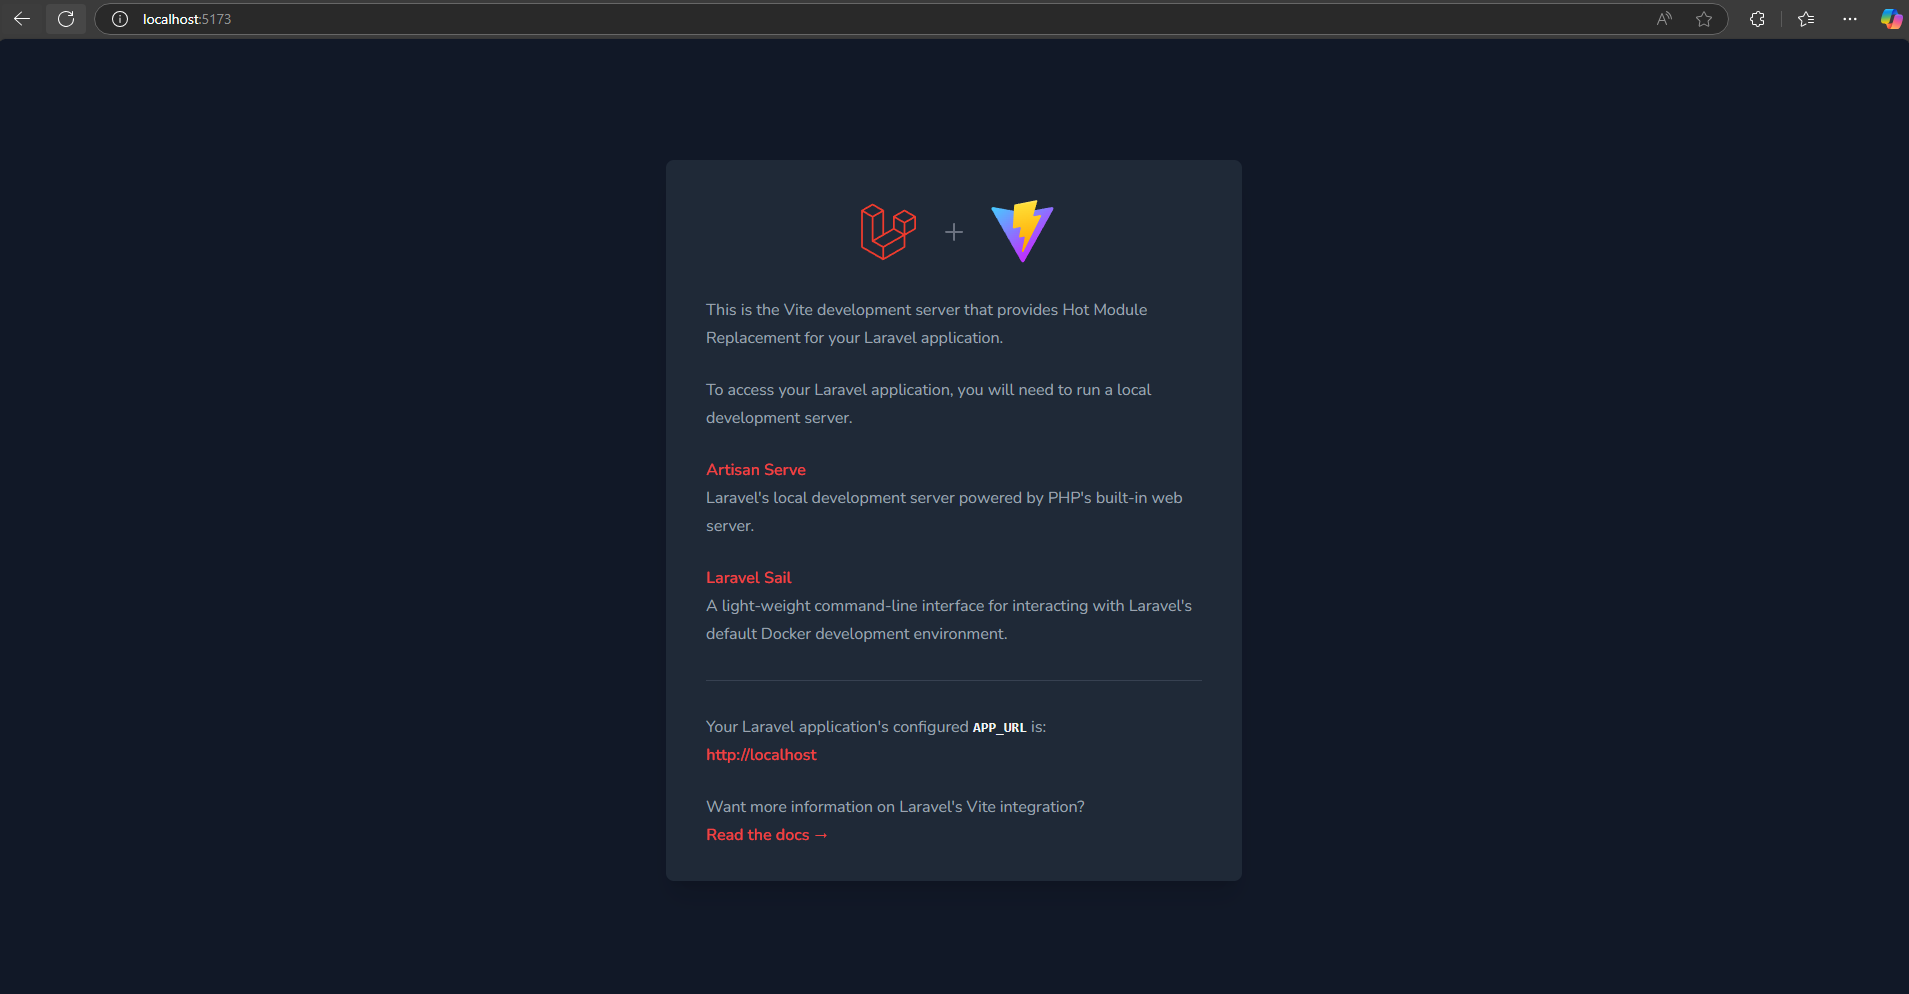 localhost:5173
This is the Vite development server that provides Hot Module
Replacement for your Laravel application.
To access your Laravel application, you will need to run a local
development server.
Artisan Serve
Laravel's local development server powered by PHP's built-in web
server.
Laravel Sail
A light-weight command-line interface for interacting with Laravel's
default Docker development environment.
Your Laravel application's configured APP_URL is:
http://localhost
Want more information on Laravel's Vite integration?
Read the docs →